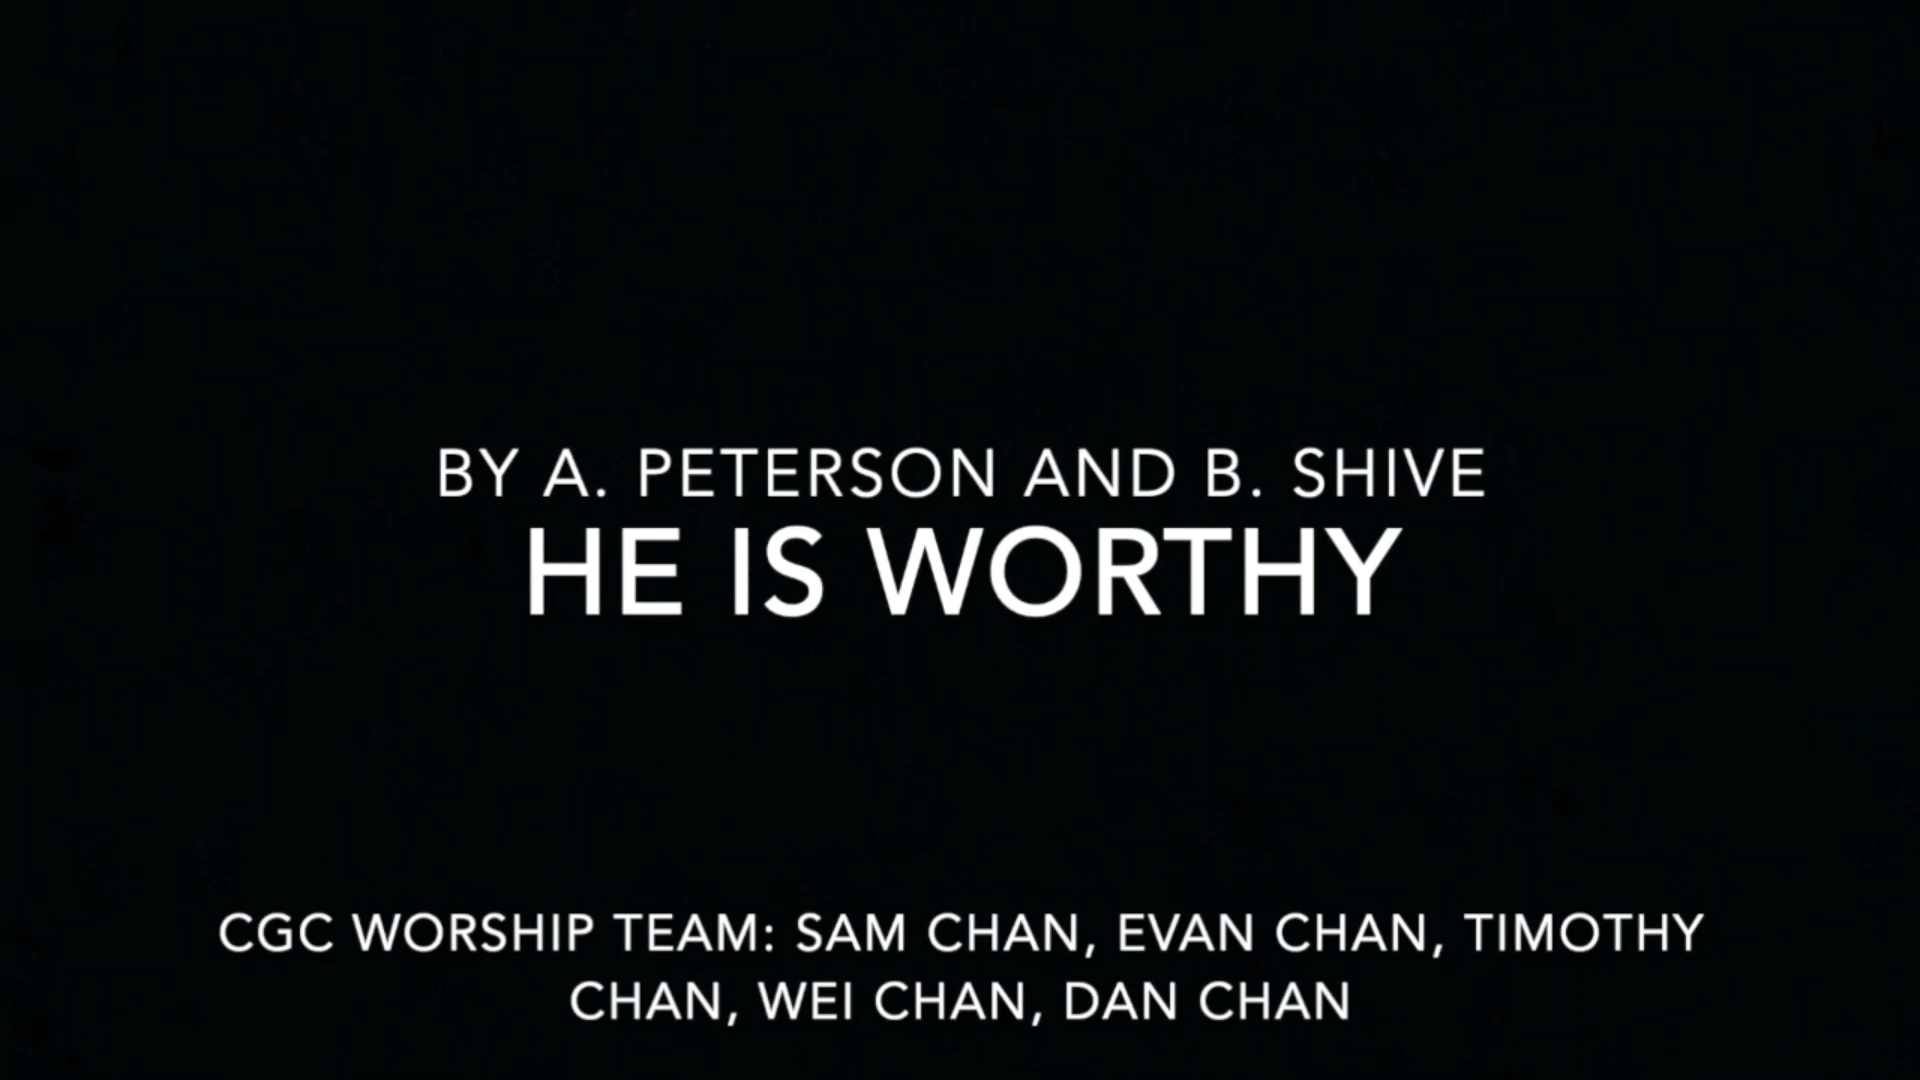 BY A. PETERSON AND B. SHIVE
HE IS WORTHY
CGC WORSHIP TEAM: SAM CHAN, EVAN CHAN, TIMOTHY
CHAN, WEI CHAN, DAN CHAN